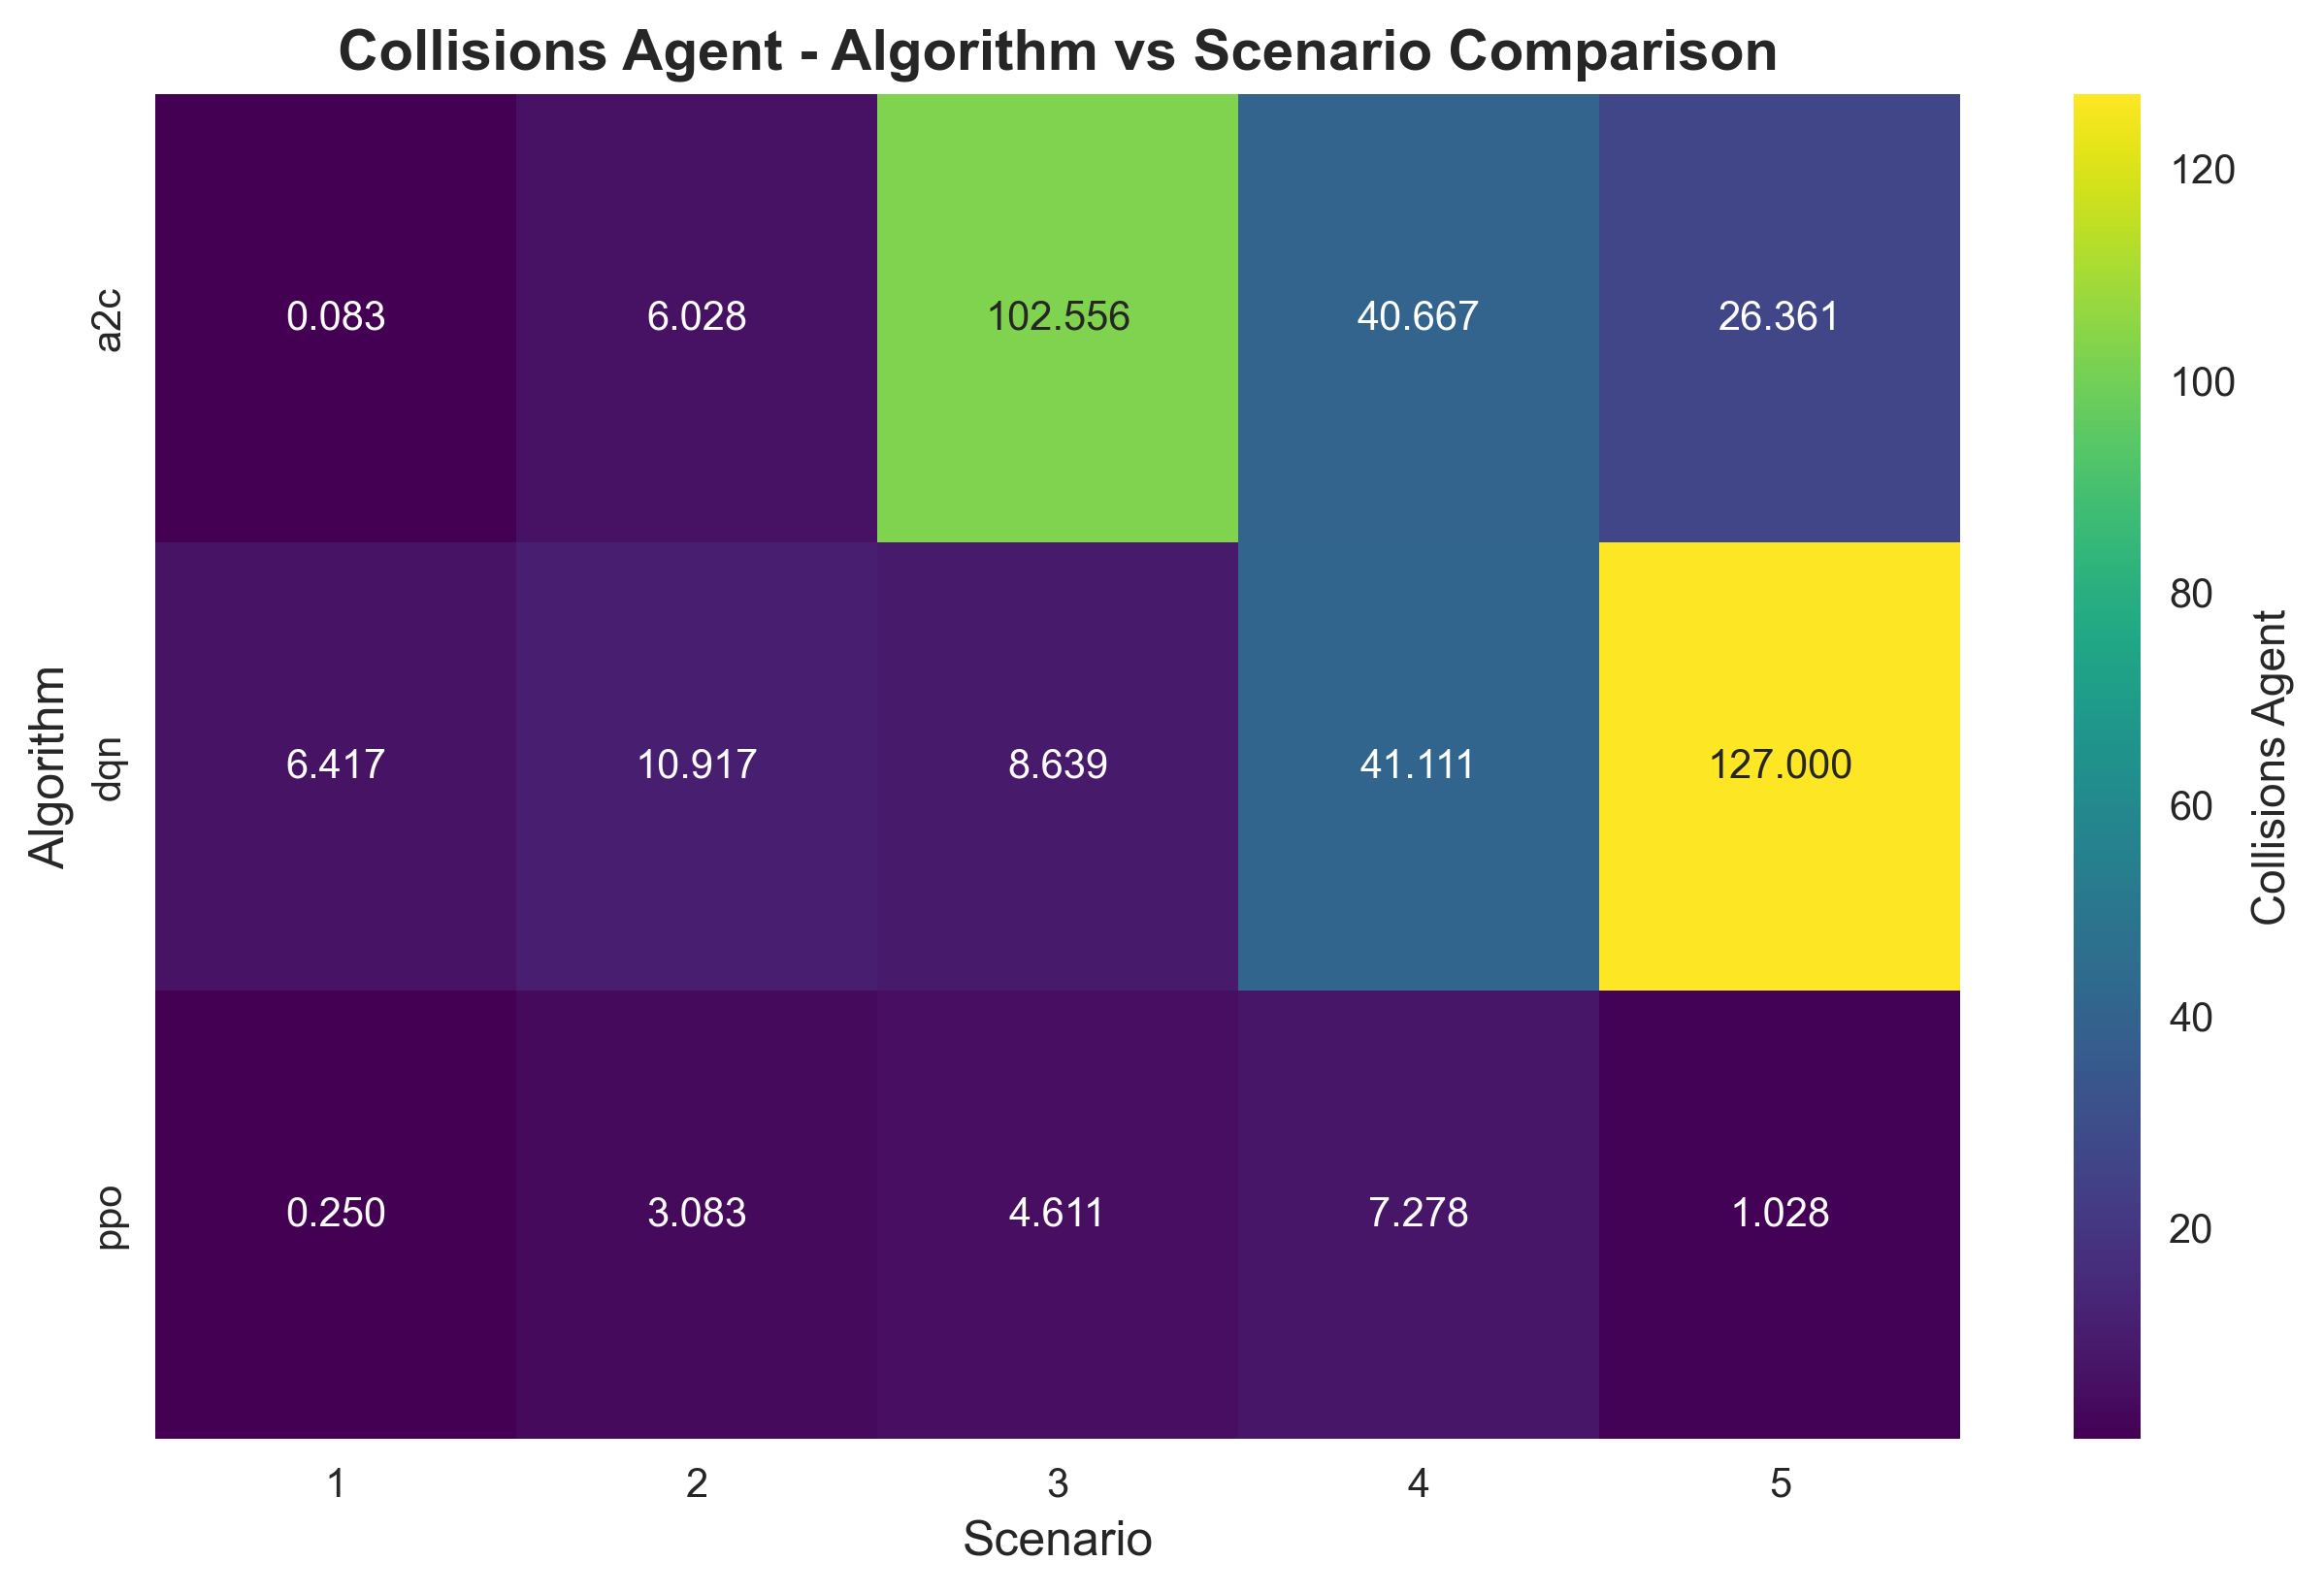 Collisions Agent - Algorithm vs Scenario Comparison
Algorithm
a2c
0.083 6.028 102.556 40.667 26.361
dqn
6.417 10.917 8.639 41.111 127.000
ppo
0.250 3.083 4.611 7.278 1.028
1 2 3 4 5
Scenario
120
100
80
60
40
20
Collisions Agent